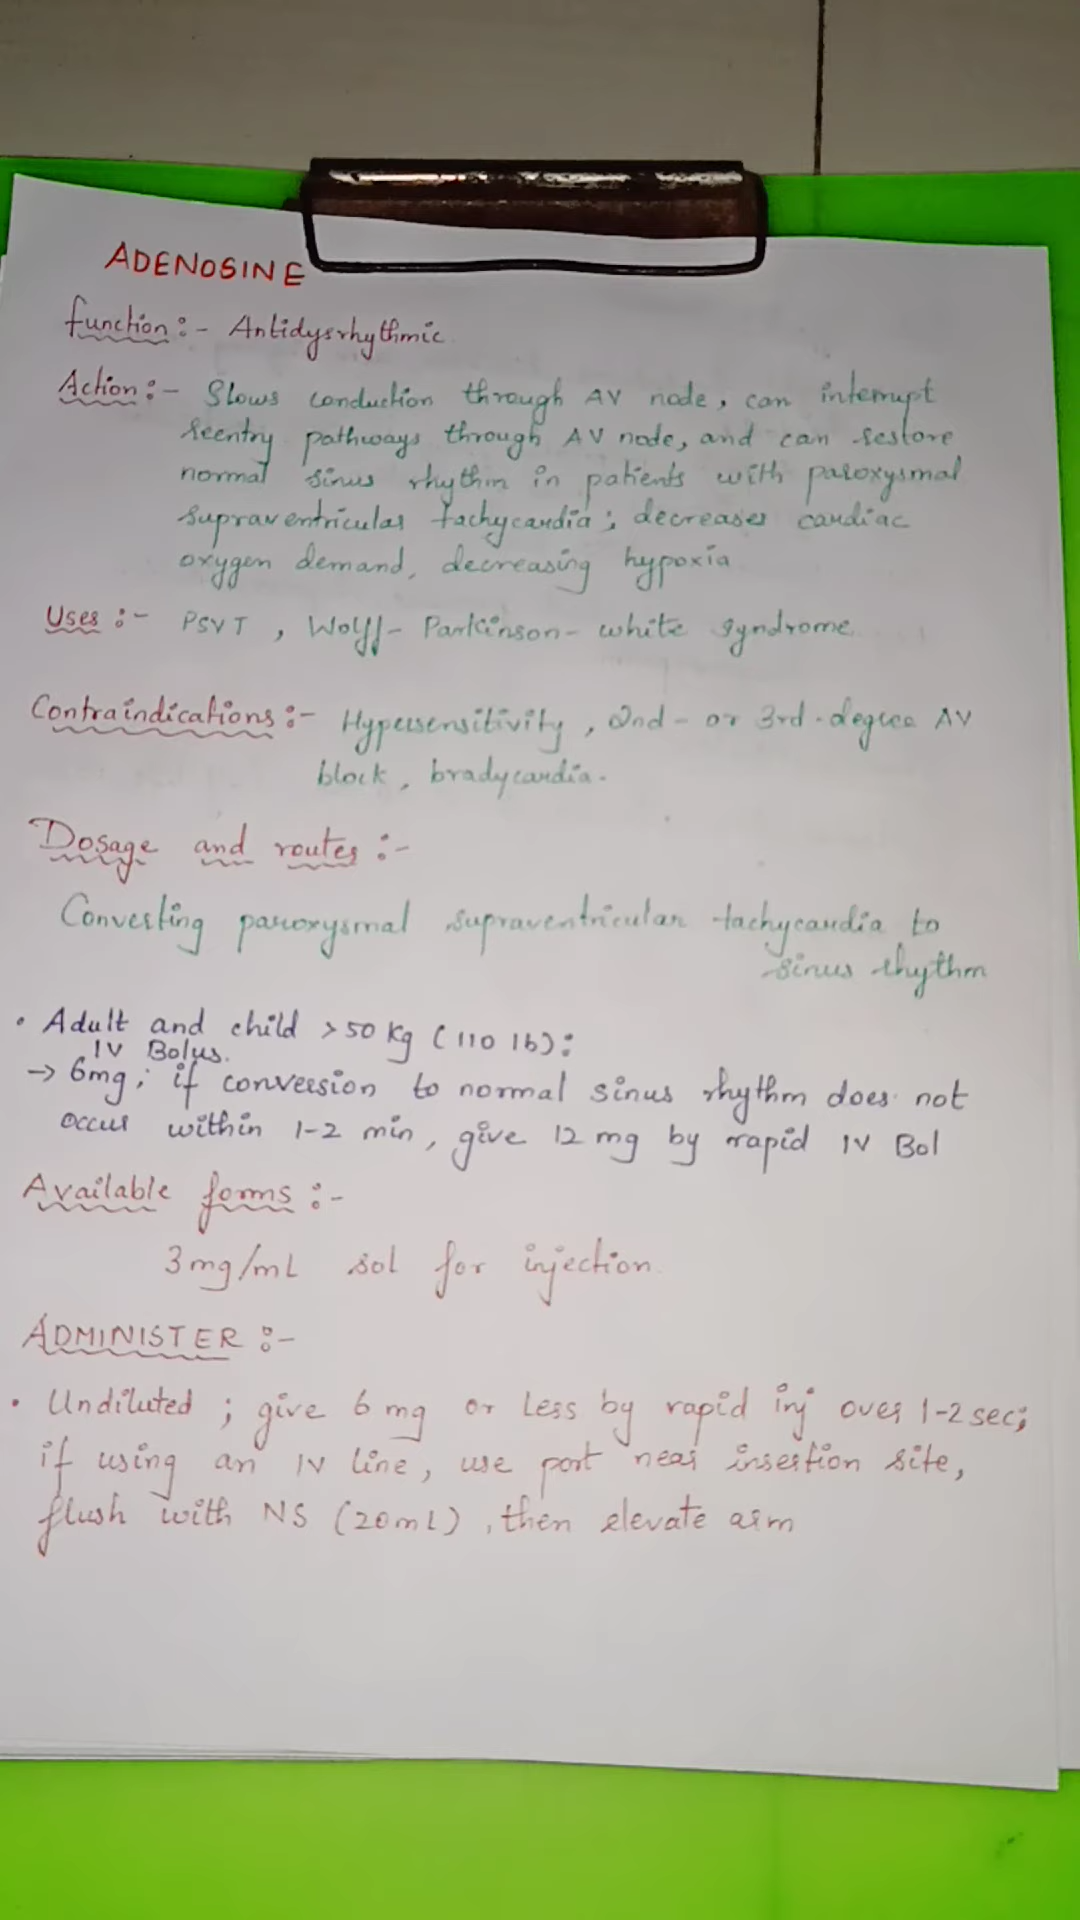 ADENOSINE
function:- Antidysrhythmic
Action:- Slows conduction through AV node, can interrupt
reentry pathways through AV node, and can restore
normal sinus rhythm in patients with paroxysmal
supraventricular tachycardia; decreases cardiac
oxygen demand, decreasing hypoxia
Uses:- PSVT, Wolff-Parkinson-white syndrome
Contraindications:- Hypersensitivity, 2nd- or 3rd-degree AV
block, bradycardia.
Dosage and routes:-
Converting paroxysmal supraventricular tachycardia to
sinus rhythm
• Adult and child >50 kg (110 lb):
IV Bolus.
→ 6mg; if conversion to normal sinus rhythm does not
occur within 1-2 min, give 12 mg by rapid IV Bol
Available forms:-
3 mg/mL sol for injection.
ADMINISTER:-
• Undiluted; give 6 mg or less by rapid inj over 1-2 sec;
if using an IV line, use port near insertion site,
flush with NS (20mL), then elevate arm